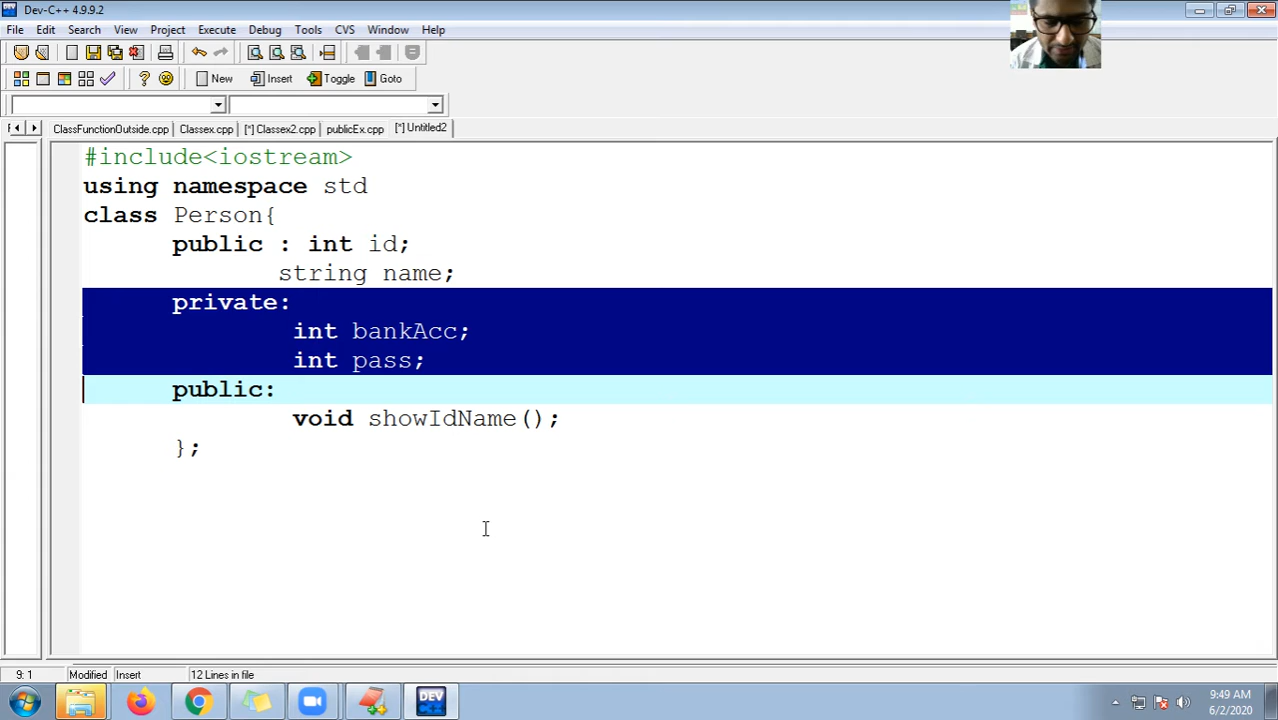 Dev-C++ 4.9.9.2
File Edit Search View Project Execute Debug Tools CVS Window Help
New Insert Toggle Goto
ClassFunctionOutside.cpp Classex.cpp [*] Classex2.cpp publicEx.cpp [*] Untitled2
#include<iostream>
using namespace std
class Person{
public : int id;
string name;
private:
int bankAcc;
int pass;
public:
void showIdName();
};
9: 1 Modified Insert 12 Lines in file
DEV C++
9:49 AM
6/2/2020